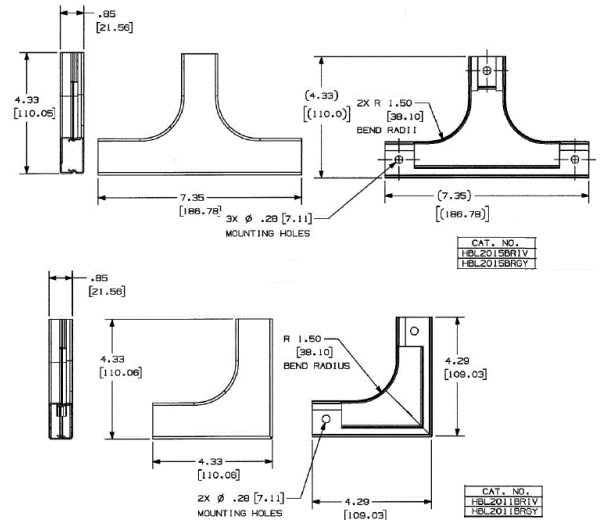 .85
[21.56]
4.33
[110.05]
7.35
[186.78]
(4.33)
[(110.0)]
2X R 1.50
[38.10]
BEND RADII
(7.35)
[(186.78)]
3X Ø .28 [7.11]
MOUNTING HOLES
CAT. NO.
HBL2015BRIV
HBL2015BRGY
.85
[21.56]
4.33
[110.06]
4.33
[110.06]
R 1.50
[38.10]
BEND RADIUS
4.29
[109.03]
2X Ø .28 [7.11]
MOUNTING HOLES
4.29
[109.03]
CAT. NO.
HBL2011BRIV
HBL2011BRGY